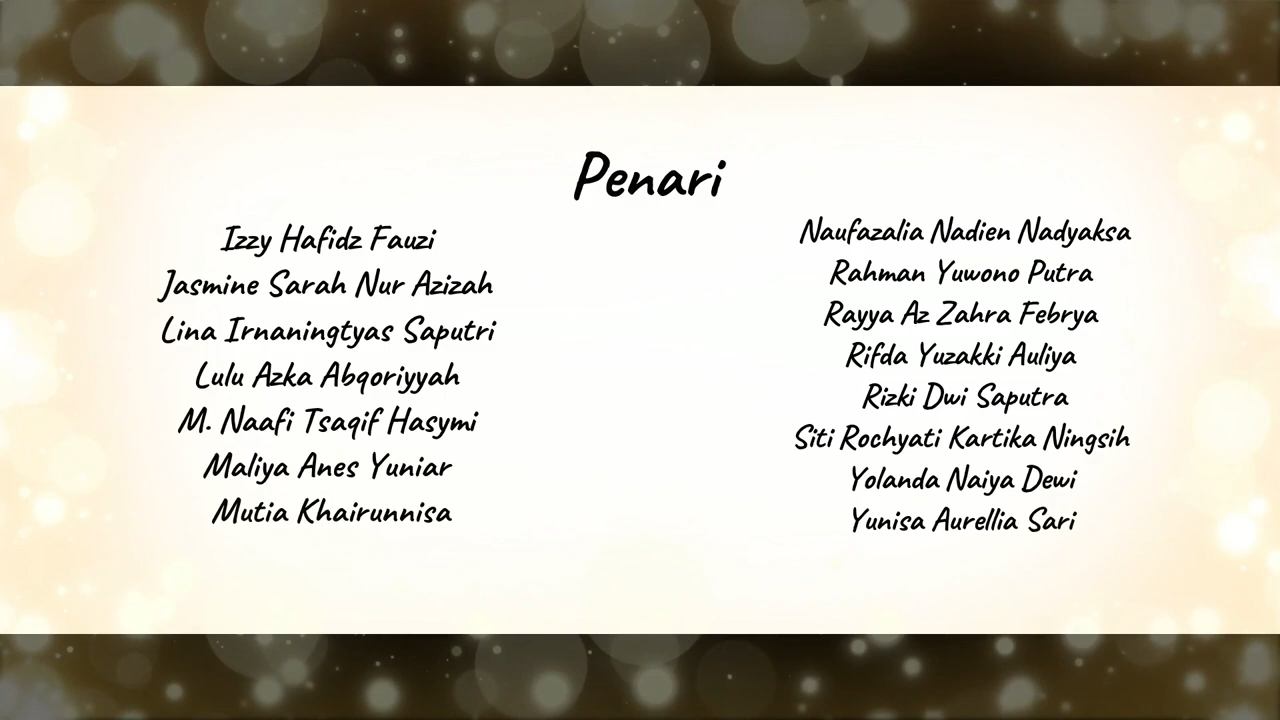 Penari
Izzy Hafidz Fauzi
Jasmine Sarah Nur Azizah
Lina Irnaningtyas Saputri
Lulu Azka Abqoriyyah
M. Naafi Tsaqif Hasymi
Maliya Anes Yuniar
Mutia Khairunnisa
Naufazalia Nadien Nadyaksa
Rahman Yuwono Putra
Rayya Az Zahra Febrya
Rifda Yuzakki Auliya
Rizki Dwi Saputra
Siti Rochyati Kartika Ningsih
Yolanda Naiya Dewi
Yunisa Aurellia Sari